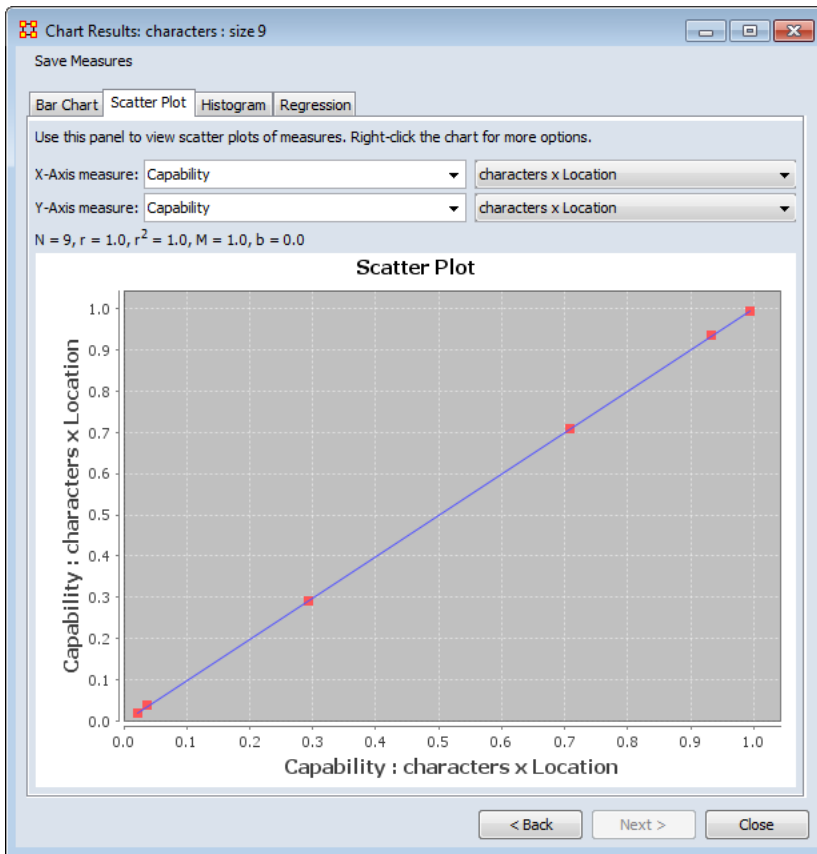 Chart Results: characters : size 9
Save Measures
Bar Chart Scatter Plot Histogram Regression
Use this panel to view scatter plots of measures. Right-click the chart for more options.
X-Axis measure: Capability characters x Location
Y-Axis measure: Capability characters x Location
N = 9, r = 1.0, r² = 1.0, M = 1.0, b = 0.0
Scatter Plot
Capability : characters x Location
1.0
0.9
0.8
0.7
0.6
0.5
0.4
0.3
0.2
0.1
0.0
0.0 0.1 0.2 0.3 0.4 0.5 0.6 0.7 0.8 0.9 1.0
Capability : characters x Location
< Back Next > Close